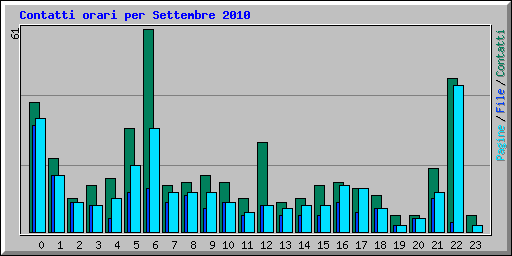 Contatti orari per Settembre 2010
61
Pagine / File / Contatti
0 1 2 3 4 5 6 7 8 9 10 11 12 13 14 15 16 17 18 19 20 21 22 23